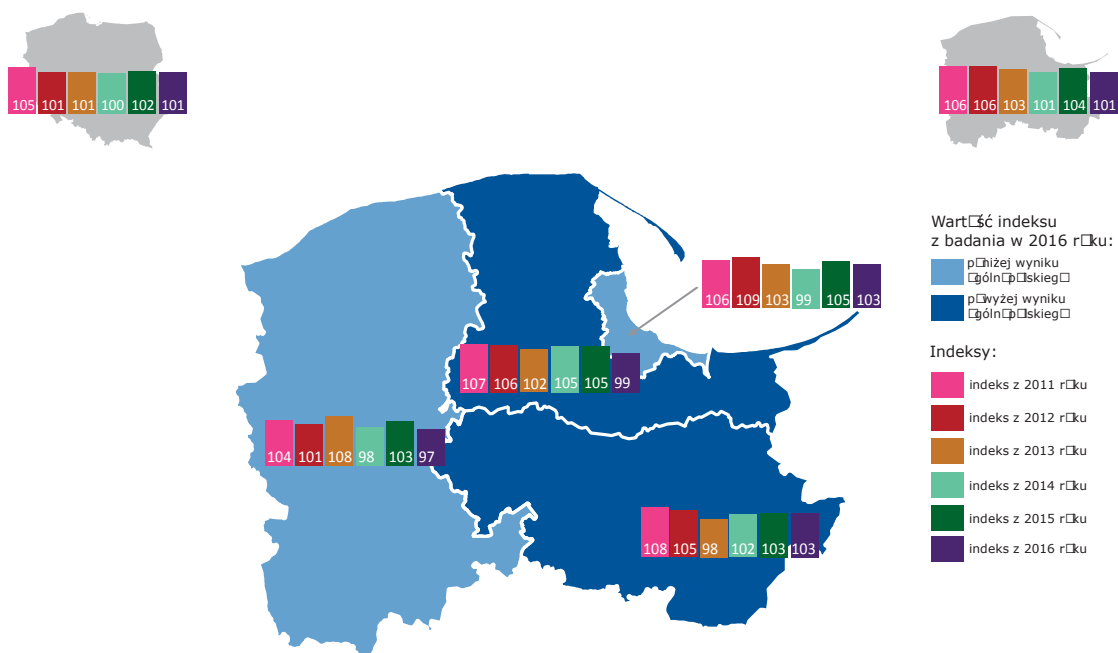 105 101 101 100 102 101
106 106 103 101 104 101
Wart□ść indeksu
z badania w 2016 r□ku:
p□niżej wyniku
□góln□p□lskieg□
p□wyżej wyniku
□góln□p□lskieg□
106 109 103 99 105 103
107 106 102 105 105 99
104 101 108 98 103 97
108 105 98 102 103 103
Indeksy:
indeks z 2011 r□ku
indeks z 2012 r□ku
indeks z 2013 r□ku
indeks z 2014 r□ku
indeks z 2015 r□ku
indeks z 2016 r□ku